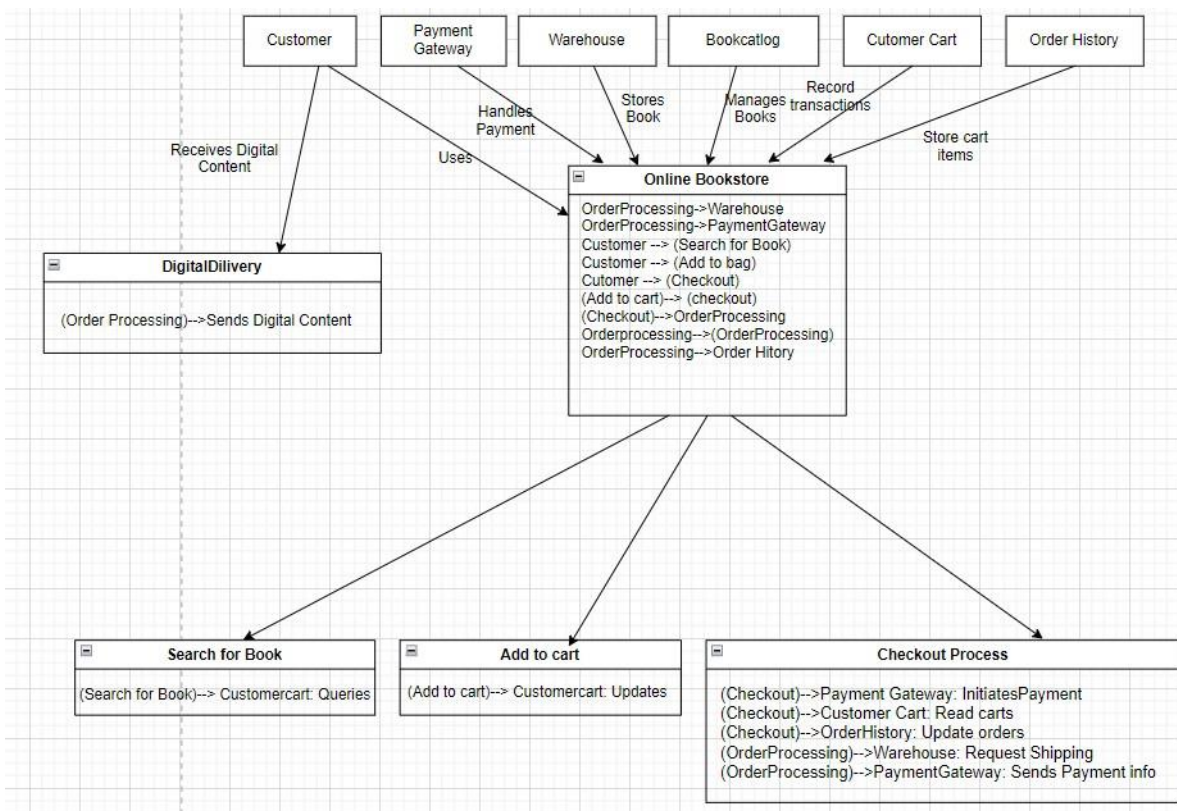 Customer
Payment
Gateway
Warehouse
Bookcatlog
Cutomer Cart
Order History
Handles
Payment
Stores
Book
Manages
Books
Record
transactions
Store cart
items
Receives Digital
Content
Uses
Online Bookstore
OrderProcessing->Warehouse
OrderProcessing->PaymentGateway
Customer --> (Search for Book)
Customer --> (Add to bag)
Cutomer --> (Checkout)
(Add to cart)--> (checkout)
(Checkout)-->OrderProcessing
Orderprocessing-->(OrderProcessing)
OrderProcessing-->Order Hitory
DigitalDilivery
(Order Processing)-->Sends Digital Content
Search for Book
(Search for Book)--> Customercart: Queries
Add to cart
(Add to cart)--> Customercart: Updates
Checkout Process
(Checkout)-->Payment Gateway: InitiatesPayment
(Checkout)-->Customer Cart: Read carts
(Checkout)-->OrderHistory: Update orders
(OrderProcessing)-->Warehouse: Request Shipping
(OrderProcessing)-->PaymentGateway: Sends Payment info